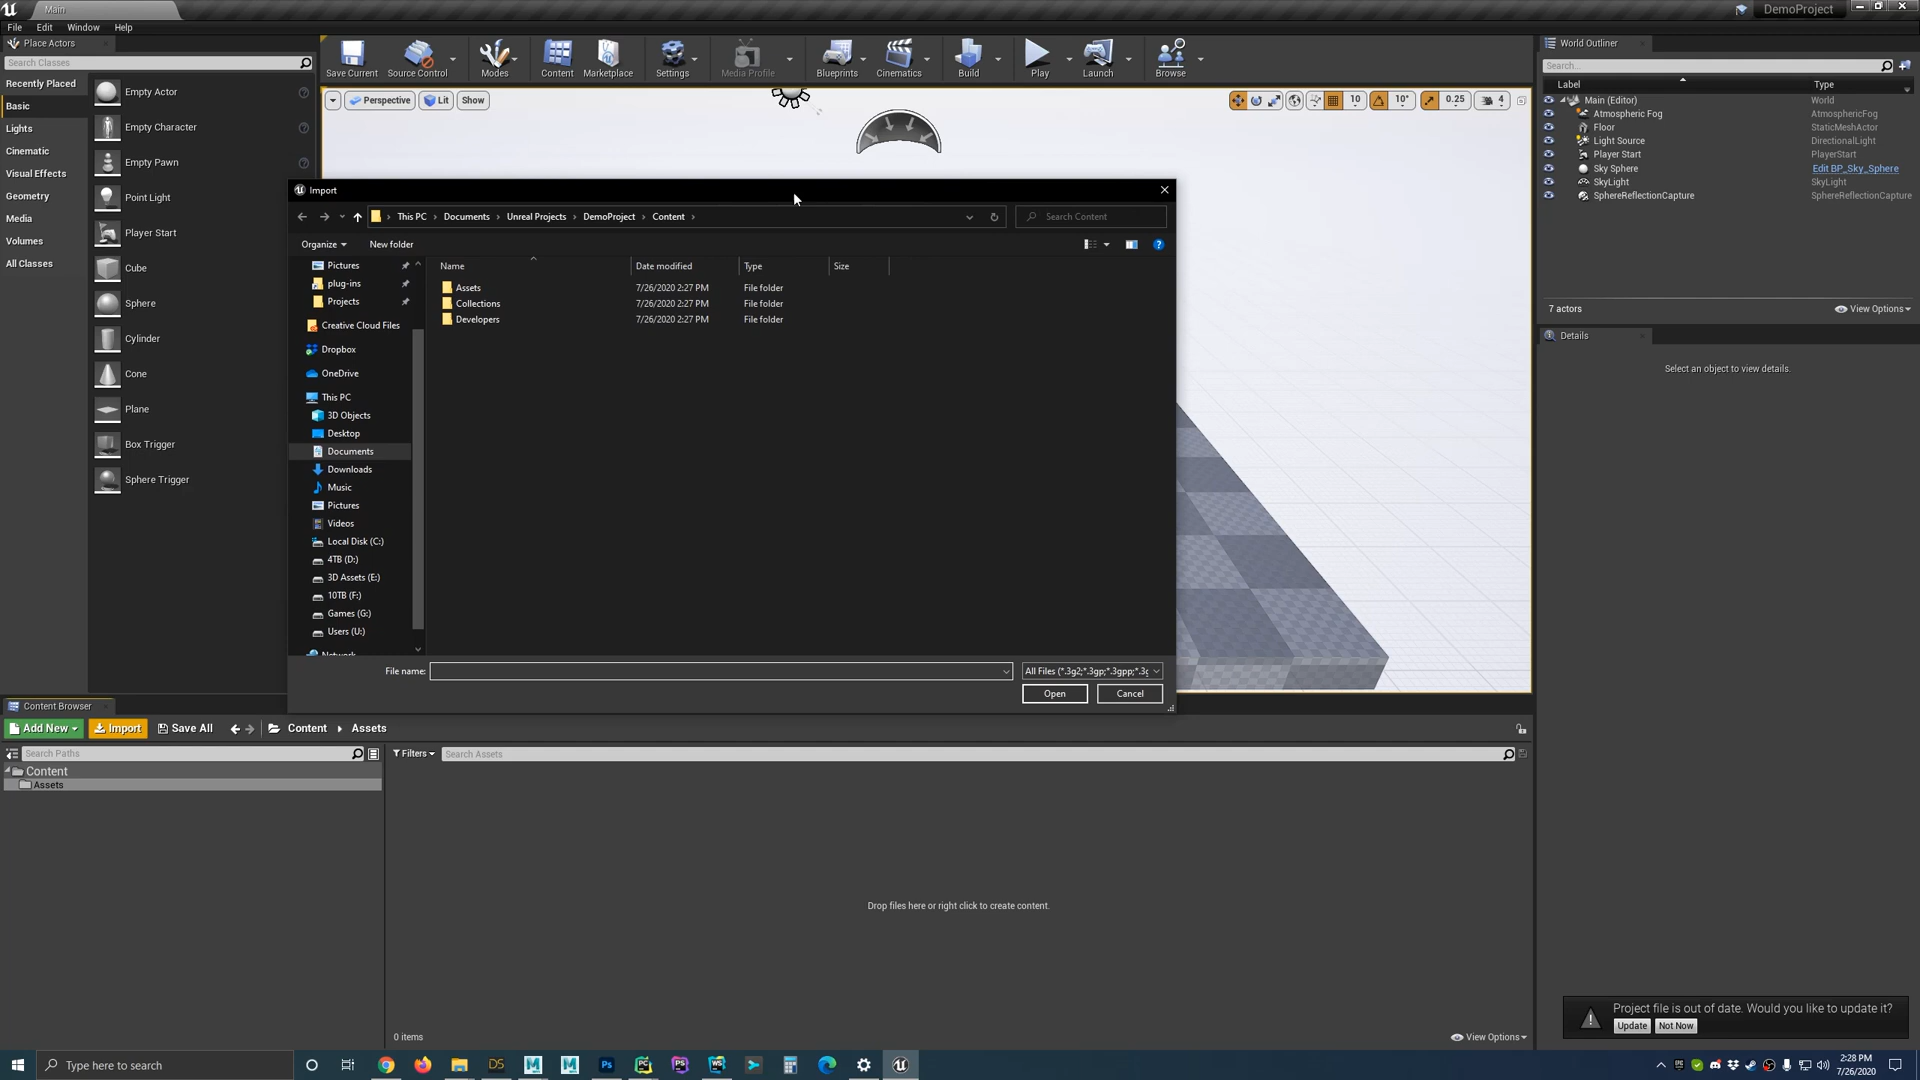 Main
DemoProject
File Edit Window Help
Place Actors
Search Classes
Recently Placed
Basic
Lights
Cinematic
Visual Effects
Geometry
Media
Volumes
All Classes
Empty Actor
Empty Character
Empty Pawn
Point Light
Player Start
Cube
Sphere
Cylinder
Cone
Plane
Box Trigger
Sphere Trigger
Save Current Source Control Modes Content Marketplace Settings Media Profile Blueprints Cinematics Build Play Launch Browse
Perspective Lit Show
10 10° 0.25 4
Import
This PC › Documents › Unreal Projects › DemoProject › Content ›
Search Content
Organize New folder
Name Date modified Type Size
Assets 7/26/2020 2:27 PM File folder
Collections 7/26/2020 2:27 PM File folder
Developers 7/26/2020 2:27 PM File folder
Pictures
plug-ins
Projects
Creative Cloud Files
Dropbox
OneDrive
This PC
3D Objects
Desktop
Documents
Downloads
Music
Pictures
Videos
Local Disk (C:)
4TB (D:)
3D Assets (E:)
10TB (F:)
Games (G:)
Users (U:)
Network
File name:
All Files (*.3g2;*.3gp;*.3gpp;*.3g
Open Cancel
World Outliner
Search...
Label Type
Main (Editor) World
Atmospheric Fog AtmosphericFog
Floor StaticMeshActor
Light Source DirectionalLight
Player Start PlayerStart
Sky Sphere Edit BP_Sky_Sphere
SkyLight SkyLight
SphereReflectionCapture SphereReflectionCapture
7 actors View Options
Details
Select an object to view details.
Content Browser
Add New Import Save All Content Assets
Search Paths
Filters Search Assets
Content
Assets
Drop files here or right click to create content.
0 items View Options
Project file is out of date. Would you like to update it?
Update Not Now
Type here to search
DS
M
M
Ps
PC
PS
WS
2:28 PM
7/26/2020